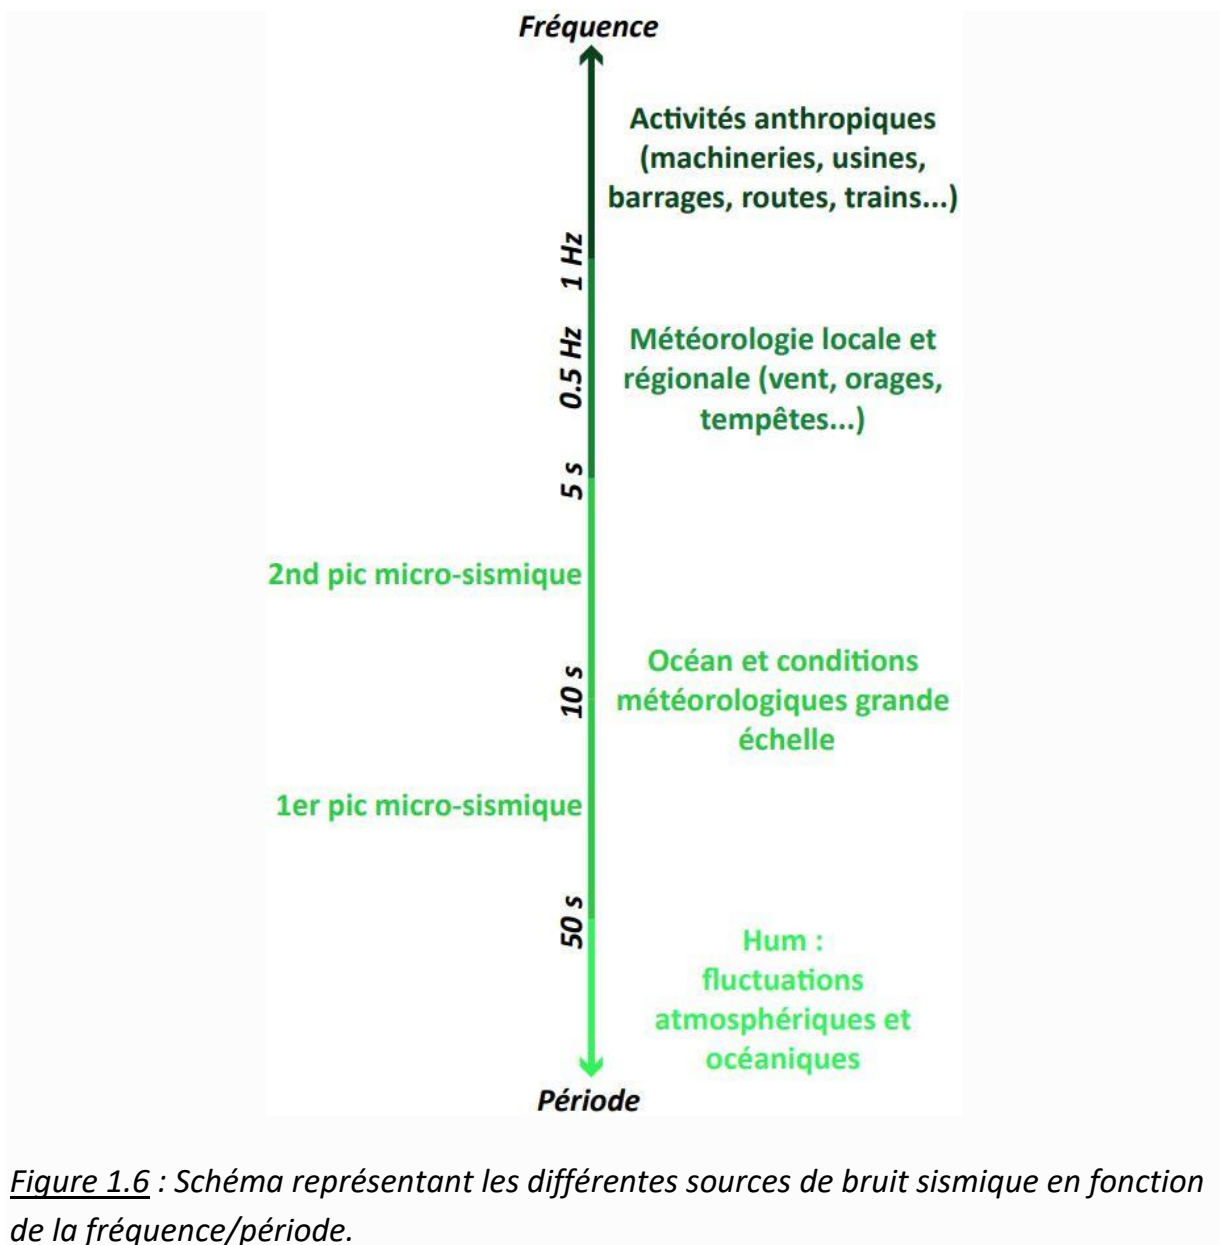 Fréquence
Activités anthropiques
(machineries, usines,
barrages, routes, trains...)
1 Hz
0.5 Hz
Météorologie locale et
régionale (vent, orages,
tempêtes...)
5 s
2nd pic micro-sismique
Océan et conditions
météorologiques grande
échelle
10 s
1er pic micro-sismique
50 s
Hum :
fluctuations
atmosphériques et
océaniques
Période
Figure 1.6 : Schéma représentant les différentes sources de bruit sismique en fonction
de la fréquence/période.